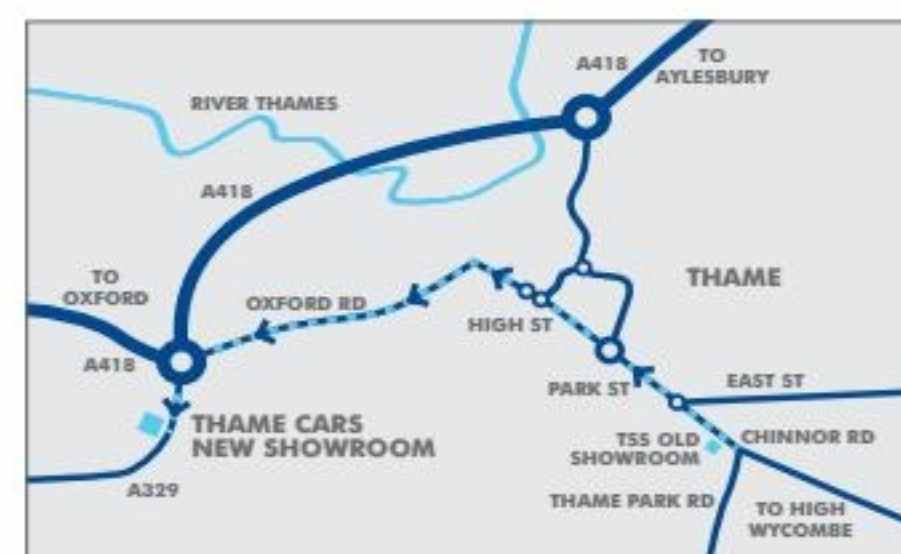 A418
TO
AYLESBURY
RIVER THAMES
A418
TO
OXFORD
OXFORD RD
THAME
HIGH ST
A418
PARK ST
EAST ST
THAME CARS
NEW SHOWROOM
T55 OLD
SHOWROOM
CHINNOR RD
A329
THAME PARK RD
TO HIGH
WYCOMBE